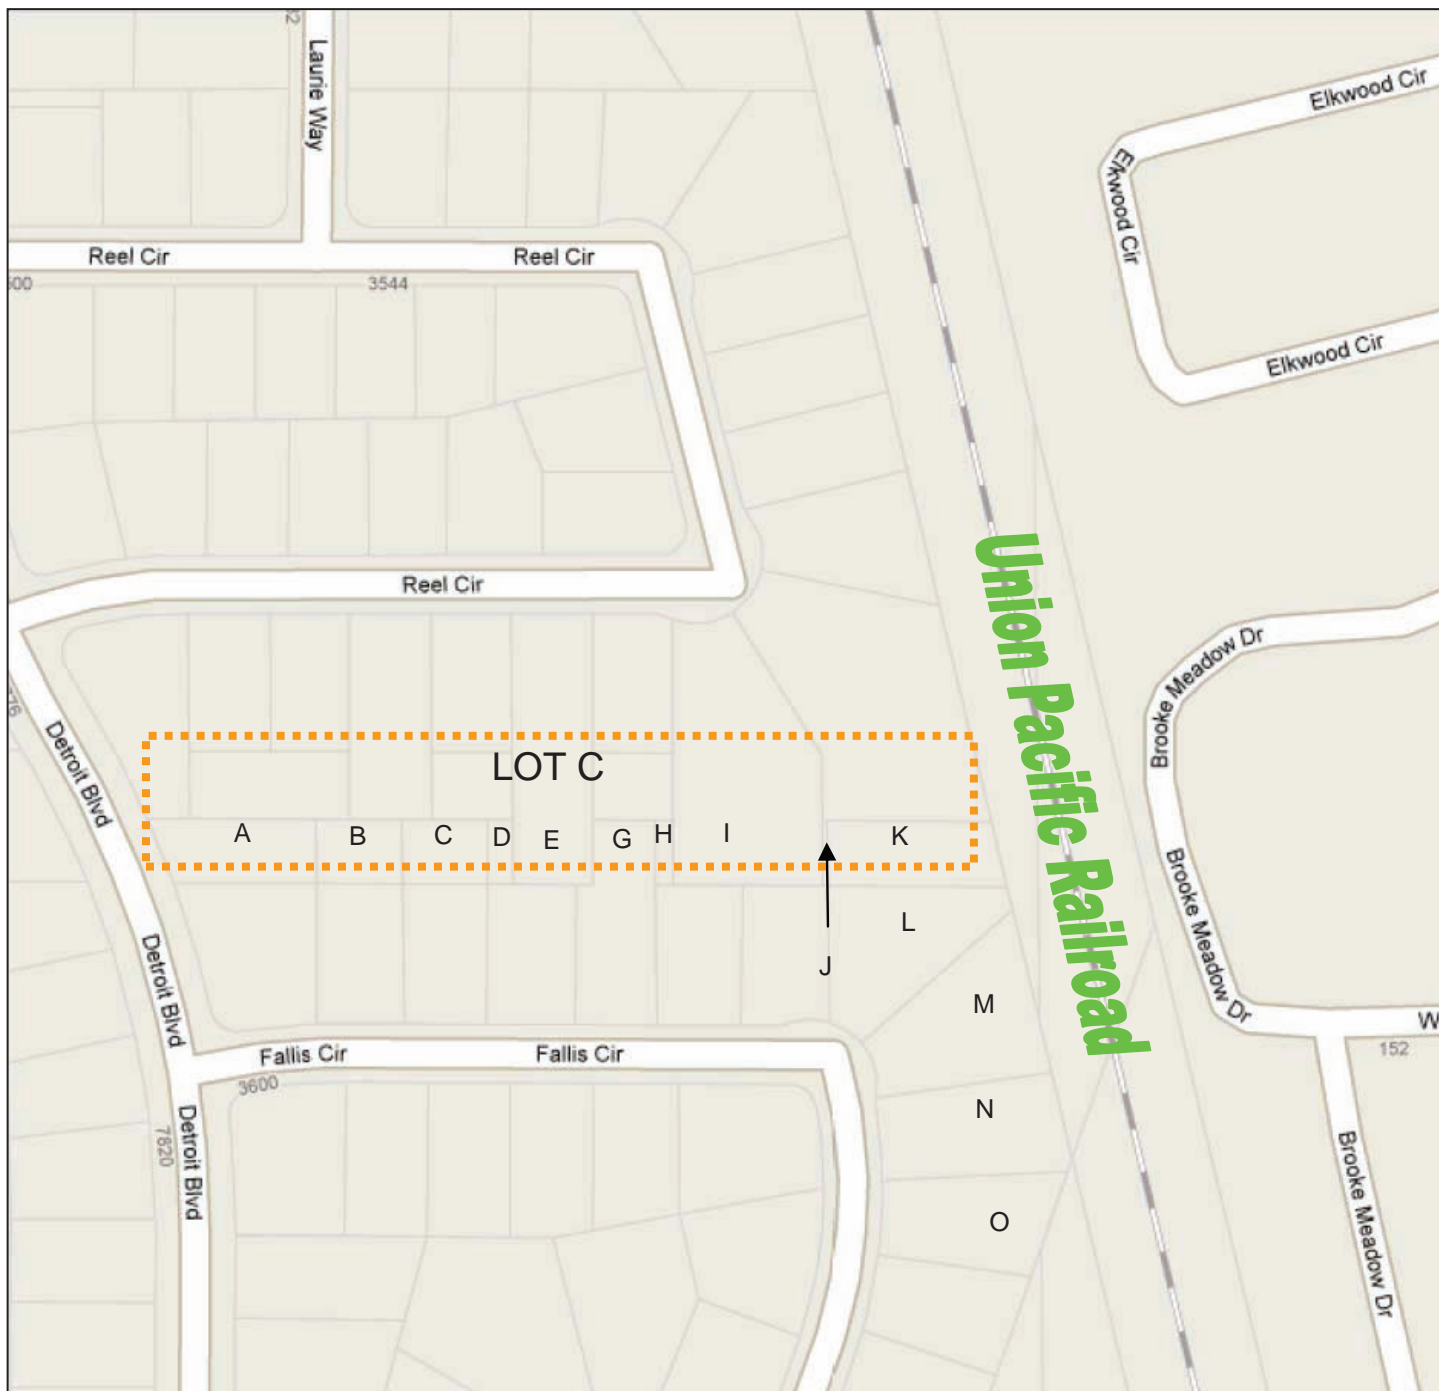 32
Laurie Way
Elkwood Cir
Elkwood Cir
Reel Cir
Reel Cir
3544
Elkwood Cir
Union Pacific Railroad
Reel Cir
Brooke Meadow Dr
Detroit Blvd
LOT C
A
B
C
D
E
G
H
I
K
Brooke Meadow Dr
L
Detroit Blvd
J
M
W
152
Fallis Cir
Fallis Cir
3600
N
Detroit Blvd
7820
Brooke Meadow Dr
O